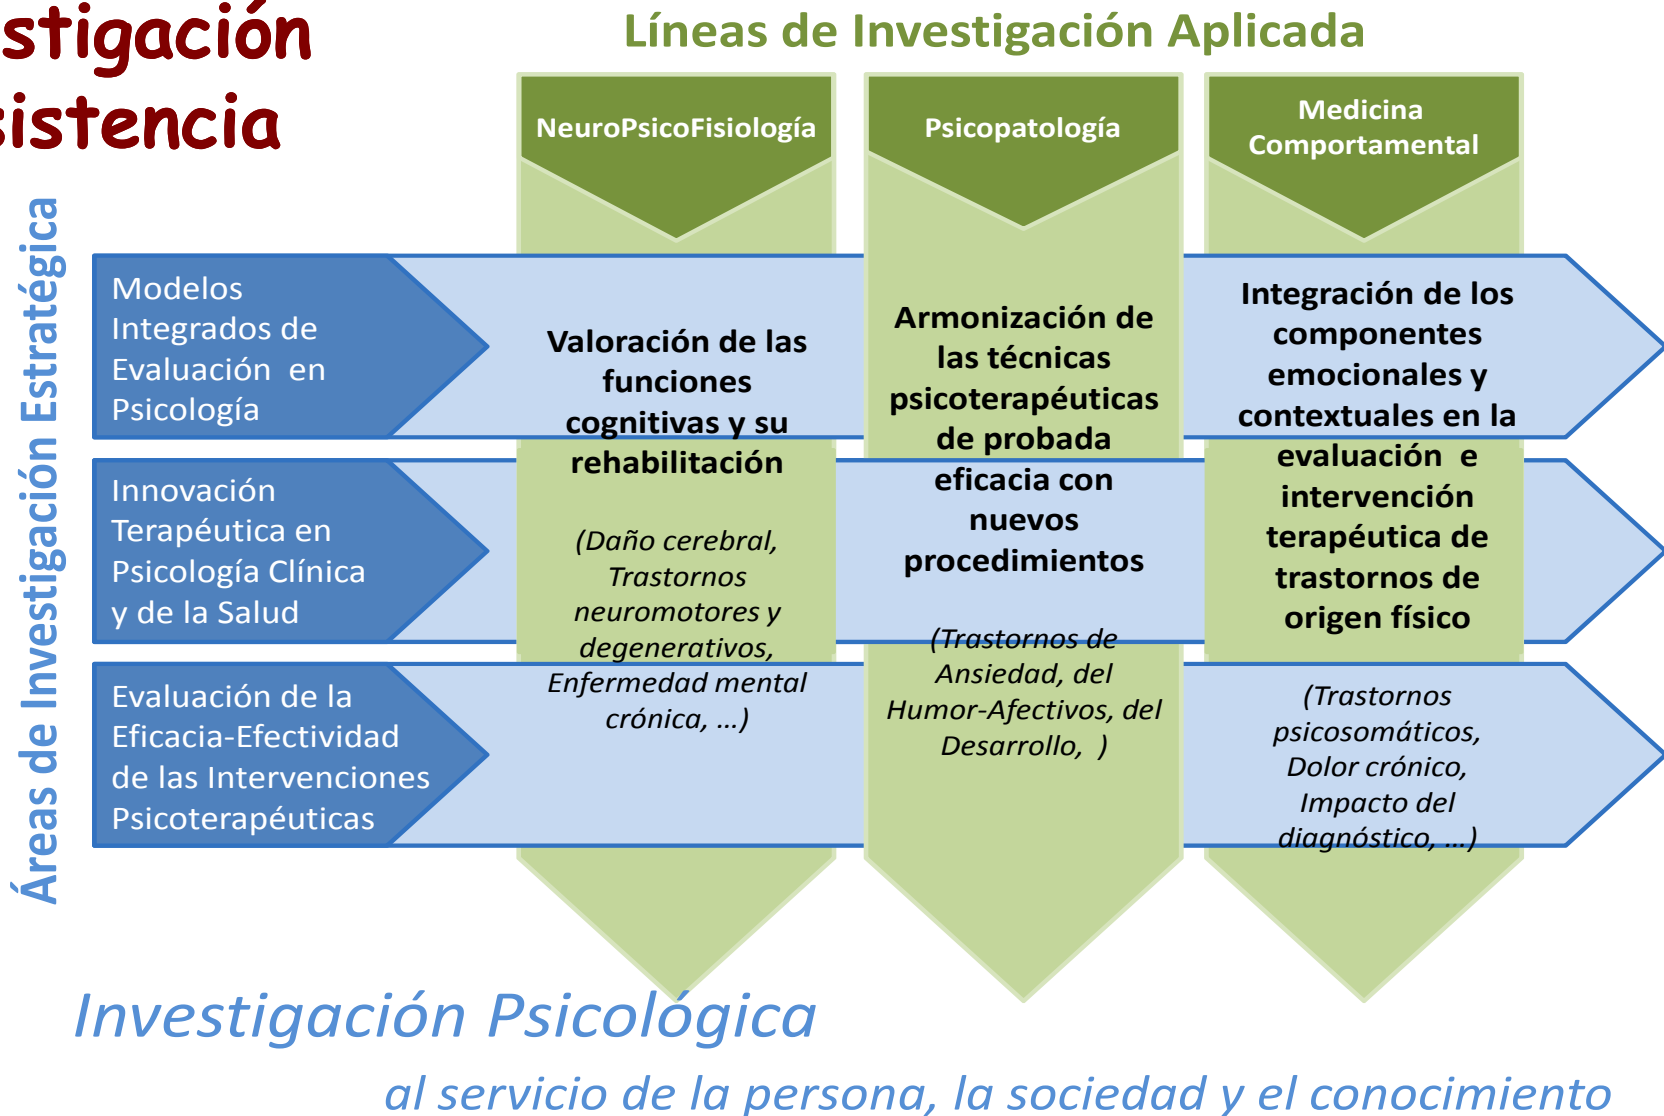 stigación
sistencia
Líneas de Investigación Aplicada
NeuroPsicoFisiología
Psicopatología
Medicina
Comportamental
Áreas de Investigación Estratégica
Modelos
Integrados de
Evaluación en
Psicología
Innovación
Terapéutica en
Psicología Clínica
y de la Salud
Evaluación de la
Eficacia-Efectividad
de las Intervenciones
Psicoterapéuticas
Valoración de las
funciones
cognitivas y su
rehabilitación
(Daño cerebral,
Trastornos
neuromotores y
degenerativos,
Enfermedad mental
crónica, ...)
Armonización de
las técnicas
psicoterapéuticas
de probada
eficacia con
nuevos
procedimientos
(Trastornos de
Ansiedad, del
Humor-Afectivos, del
Desarrollo, )
Integración de los
componentes
emocionales y
contextuales en la
evaluación e
intervención
terapéutica de
trastornos de
origen físico
(Trastornos
psicosomáticos,
Dolor crónico,
Impacto del
diagnóstico, ...)
Investigación Psicológica
al servicio de la persona, la sociedad y el conocimiento